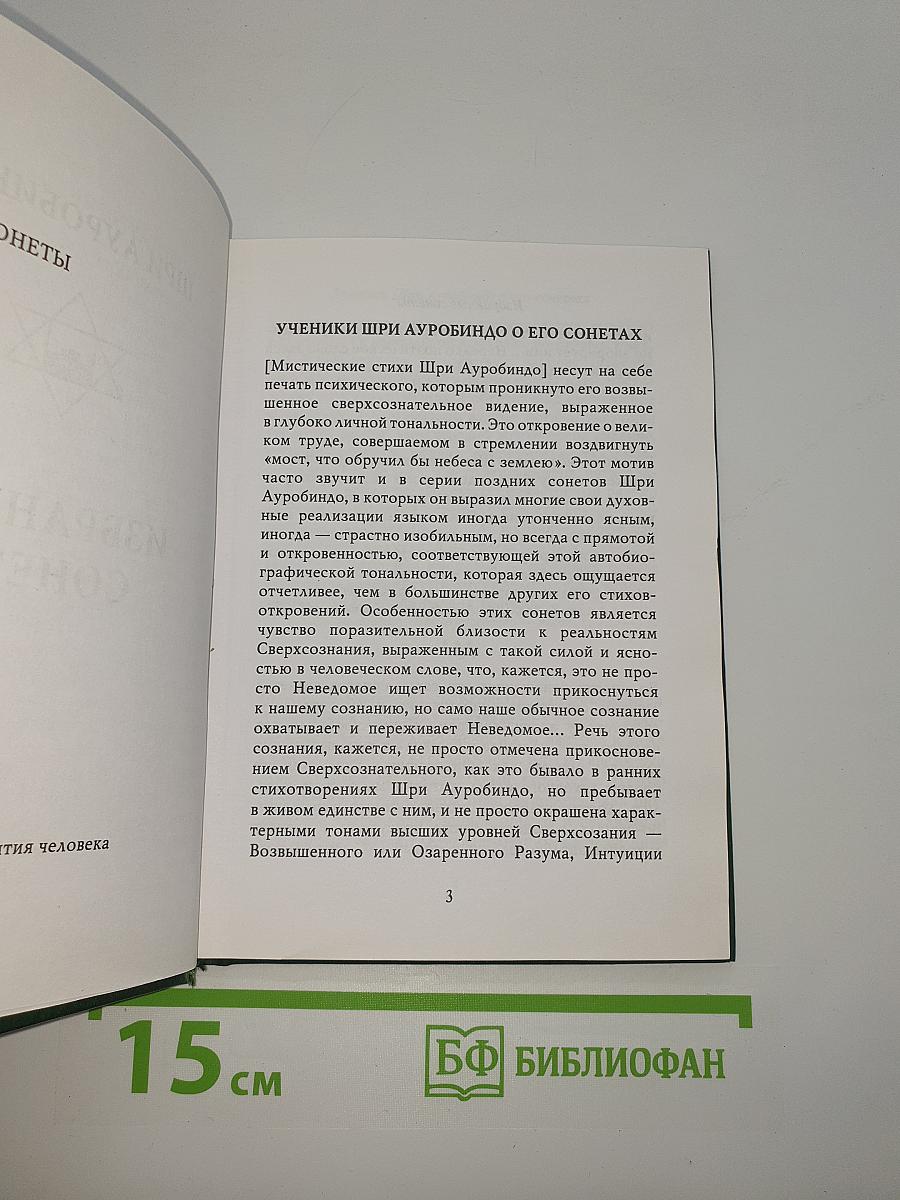 ОНЕТЫ
ития человека
УЧЕНИКИ ШРИ АУРОБИНДО О ЕГО СОНЕТАХ
[Мистические стихи Шри Ауробиндо] несут на себе
печать психического, которым проникнуто его возвы-
шенное сверхсознательное видение, выраженное
в глубоко личной тональности. Это откровение о вели-
ком труде, совершаемом в стремлении воздвигнуть
«мост, что обручил бы небеса с землею». Этот мотив
часто звучит и в серии поздних сонетов Шри
Ауробиндо, в которых он выразил многие свои духов-
ные реализации языком иногда утонченно ясным,
иногда — страстно изобильным, но всегда с прямотой
и откровенностью, соответствующей этой автобио-
графической тональности, которая здесь ощущается
отчетливее, чем в большинстве других его стихов-
откровений. Особенностью этих сонетов является
чувство поразительной близости к реальностям
Сверхсознания, выраженным с такой силой и ясно-
стью в человеческом слове, что, кажется, это не про-
сто Неведомое ищет возможности прикоснуться
к нашему сознанию, но само наше обычное сознание
охватывает и переживает Неведомое... Речь этого
сознания, кажется, не просто отмечена прикоснове-
нием Сверхсознательного, как это бывало в ранних
стихотворениях Шри Ауробиндо, но пребывает
в живом единстве с ним, и не просто окрашена харак-
терными тонами высших уровней Сверхсозания —
Возвышенного или Озаренного Разума, Интуиции
3
15 см
БФ БИБЛИОФАН